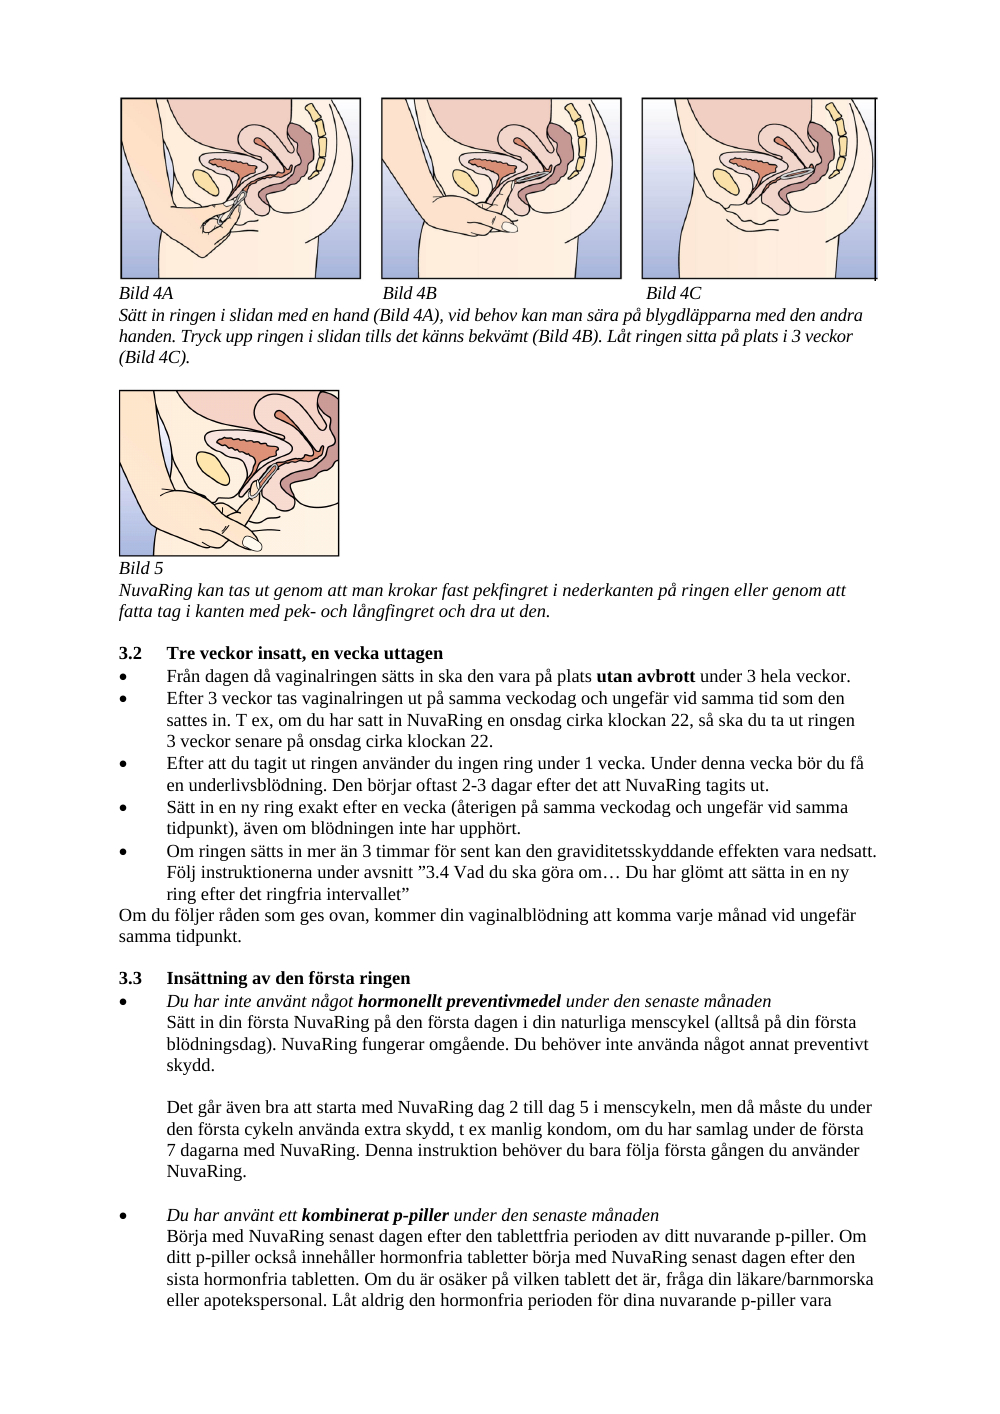 Bild 4A Bild 4B Bild 4C
Sätt in ringen i slidan med en hand (Bild 4A), vid behov kan man sära på blygdläpparna med den andra
handen. Tryck upp ringen i slidan tills det känns bekvämt (Bild 4B). Låt ringen sitta på plats i 3 veckor
(Bild 4C).
Bild 5
NuvaRing kan tas ut genom att man krokar fast pekfingret i nederkanten på ringen eller genom att
fatta tag i kanten med pek- och långfingret och dra ut den.
3.2 Tre veckor insatt, en vecka uttagen
• Från dagen då vaginalringen sätts in ska den vara på plats utan avbrott under 3 hela veckor.
• Efter 3 veckor tas vaginalringen ut på samma veckodag och ungefär vid samma tid som den
sattes in. T ex, om du har satt in NuvaRing en onsdag cirka klockan 22, så ska du ta ut ringen
3 veckor senare på onsdag cirka klockan 22.
• Efter att du tagit ut ringen använder du ingen ring under 1 vecka. Under denna vecka bör du få
en underlivsblödning. Den börjar oftast 2-3 dagar efter det att NuvaRing tagits ut.
• Sätt in en ny ring exakt efter en vecka (återigen på samma veckodag och ungefär vid samma
tidpunkt), även om blödningen inte har upphört.
• Om ringen sätts in mer än 3 timmar för sent kan den graviditetsskyddande effekten vara nedsatt.
Följ instruktionerna under avsnitt ”3.4 Vad du ska göra om… Du har glömt att sätta in en ny
ring efter det ringfria intervallet”
Om du följer råden som ges ovan, kommer din vaginalblödning att komma varje månad vid ungefär
samma tidpunkt.
3.3 Insättning av den första ringen
• Du har inte använt något hormonellt preventivmedel under den senaste månaden
Sätt in din första NuvaRing på den första dagen i din naturliga menscykel (alltså på din första
blödningsdag). NuvaRing fungerar omgående. Du behöver inte använda något annat preventivt
skydd.
Det går även bra att starta med NuvaRing dag 2 till dag 5 i menscykeln, men då måste du under
den första cykeln använda extra skydd, t ex manlig kondom, om du har samlag under de första
7 dagarna med NuvaRing. Denna instruktion behöver du bara följa första gången du använder
NuvaRing.
• Du har använt ett kombinerat p-piller under den senaste månaden
Börja med NuvaRing senast dagen efter den tablettfria perioden av ditt nuvarande p-piller. Om
ditt p-piller också innehåller hormonfria tabletter börja med NuvaRing senast dagen efter den
sista hormonfria tabletten. Om du är osäker på vilken tablett det är, fråga din läkare/barnmorska
eller apotekspersonal. Låt aldrig den hormonfria perioden för dina nuvarande p-piller vara